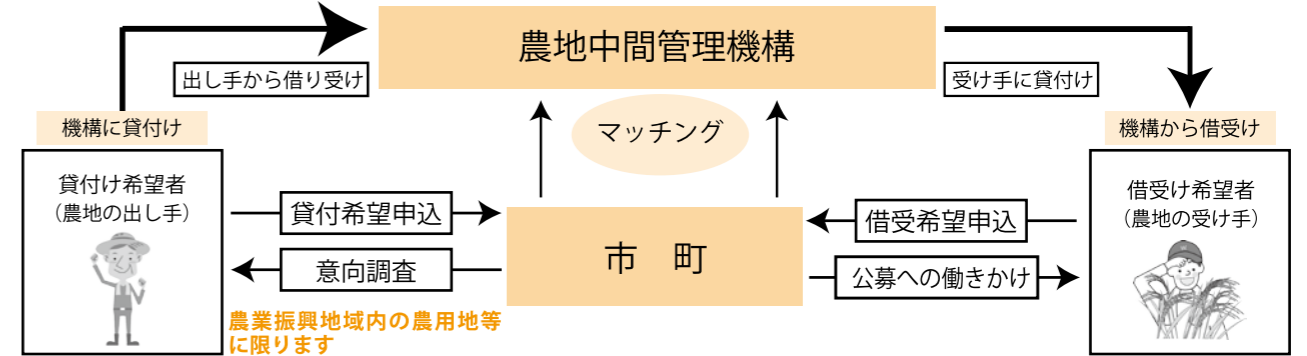 農地中間管理機構
出し手から借り受け
受け手に貸付け
機構に貸付け
マッチング
機構から借受け
貸付け希望者
（農地の出し手）
貸付希望申込
意向調査
農業振興地域内の農用地等
に限ります
市　町
借受希望申込
公募への働きかけ
借受け希望者
（農地の受け手）